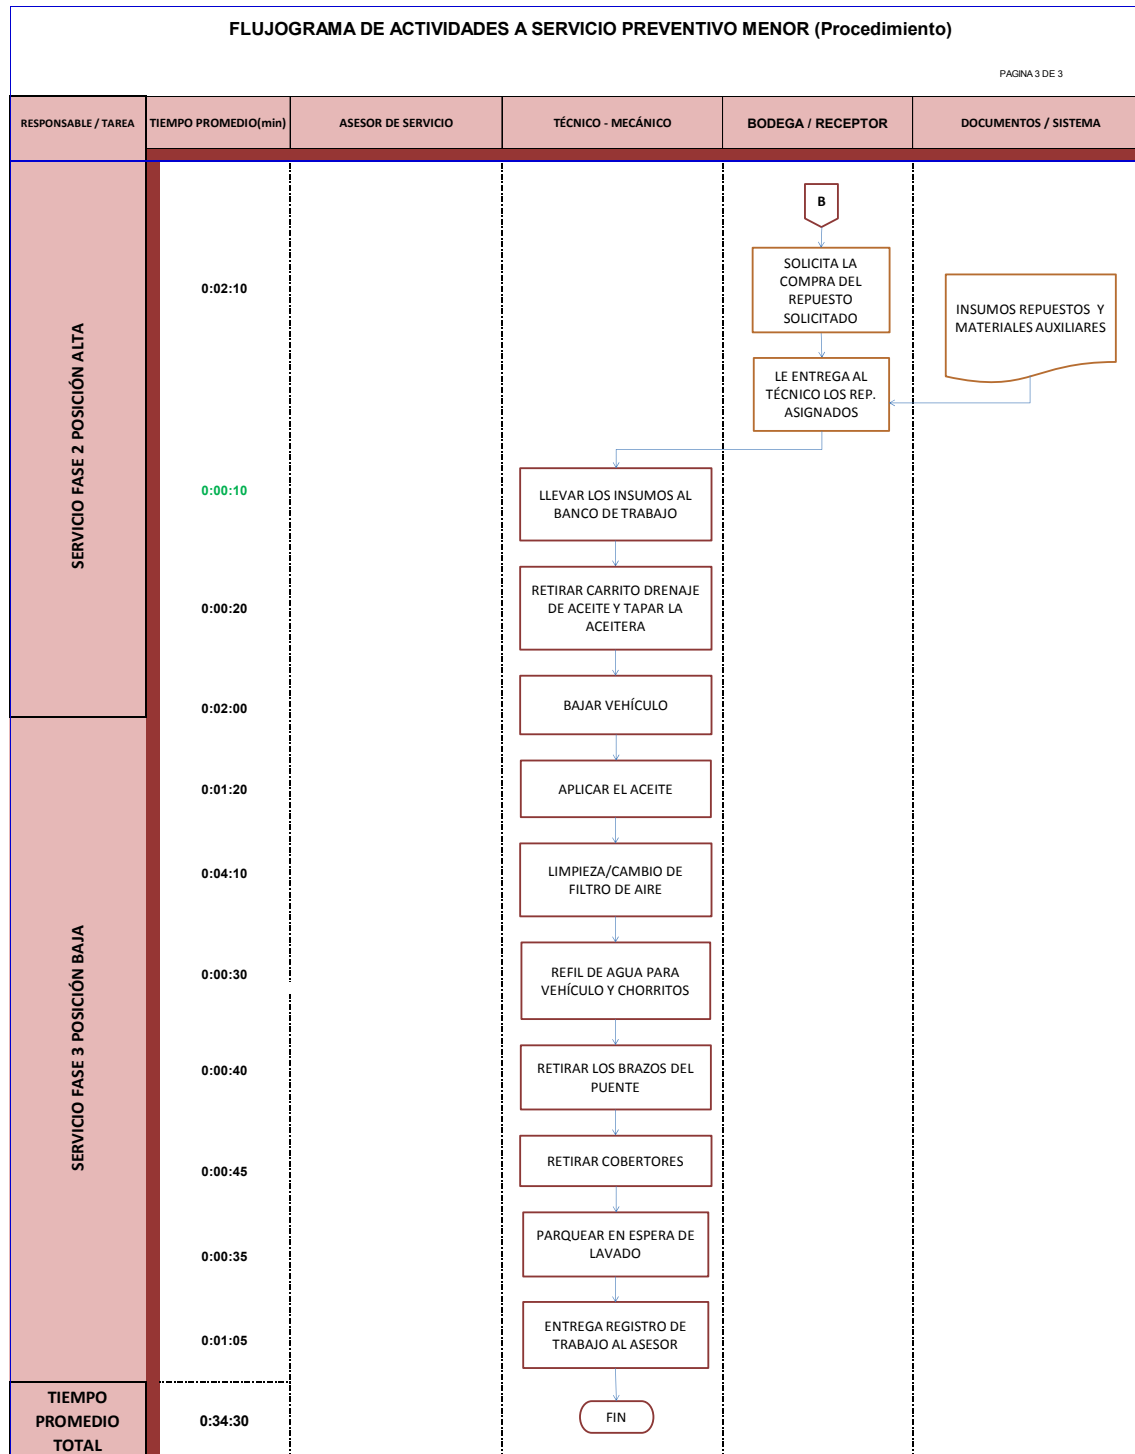 FLUJOGRAMA DE ACTIVIDADES A SERVICIO PREVENTIVO MENOR (Procedimiento)
PAGINA 3 DE 3
RESPONSABLE / TAREA
TIEMPO PROMEDIO(min)
ASESOR DE SERVICIO
TÉCNICO - MECÁNICO
BODEGA / RECEPTOR
DOCUMENTOS / SISTEMA
SERVICIO FASE 2 POSICIÓN ALTA
B
0:02:10
SOLICITA LA
COMPRA DEL
REPUESTO
SOLICITADO
INSUMOS REPUESTOS Y
MATERIALES AUXILIARES
LE ENTREGA AL
TÉCNICO LOS REP.
ASIGNADOS
0:00:10
LLEVAR LOS INSUMOS AL
BANCO DE TRABAJO
0:00:20
RETIRAR CARRITO DRENAJE
DE ACEITE Y TAPAR LA
ACEITERA
0:02:00
BAJAR VEHÍCULO
SERVICIO FASE 3 POSICIÓN BAJA
0:01:20
APLICAR EL ACEITE
0:04:10
LIMPIEZA/CAMBIO DE
FILTRO DE AIRE
0:00:30
REFIL DE AGUA PARA
VEHÍCULO Y CHORRITOS
0:00:40
RETIRAR LOS BRAZOS DEL
PUENTE
0:00:45
RETIRAR COBERTORES
0:00:35
PARQUEAR EN ESPERA DE
LAVADO
0:01:05
ENTREGA REGISTRO DE
TRABAJO AL ASESOR
TIEMPO
PROMEDIO
TOTAL
0:34:30
FIN